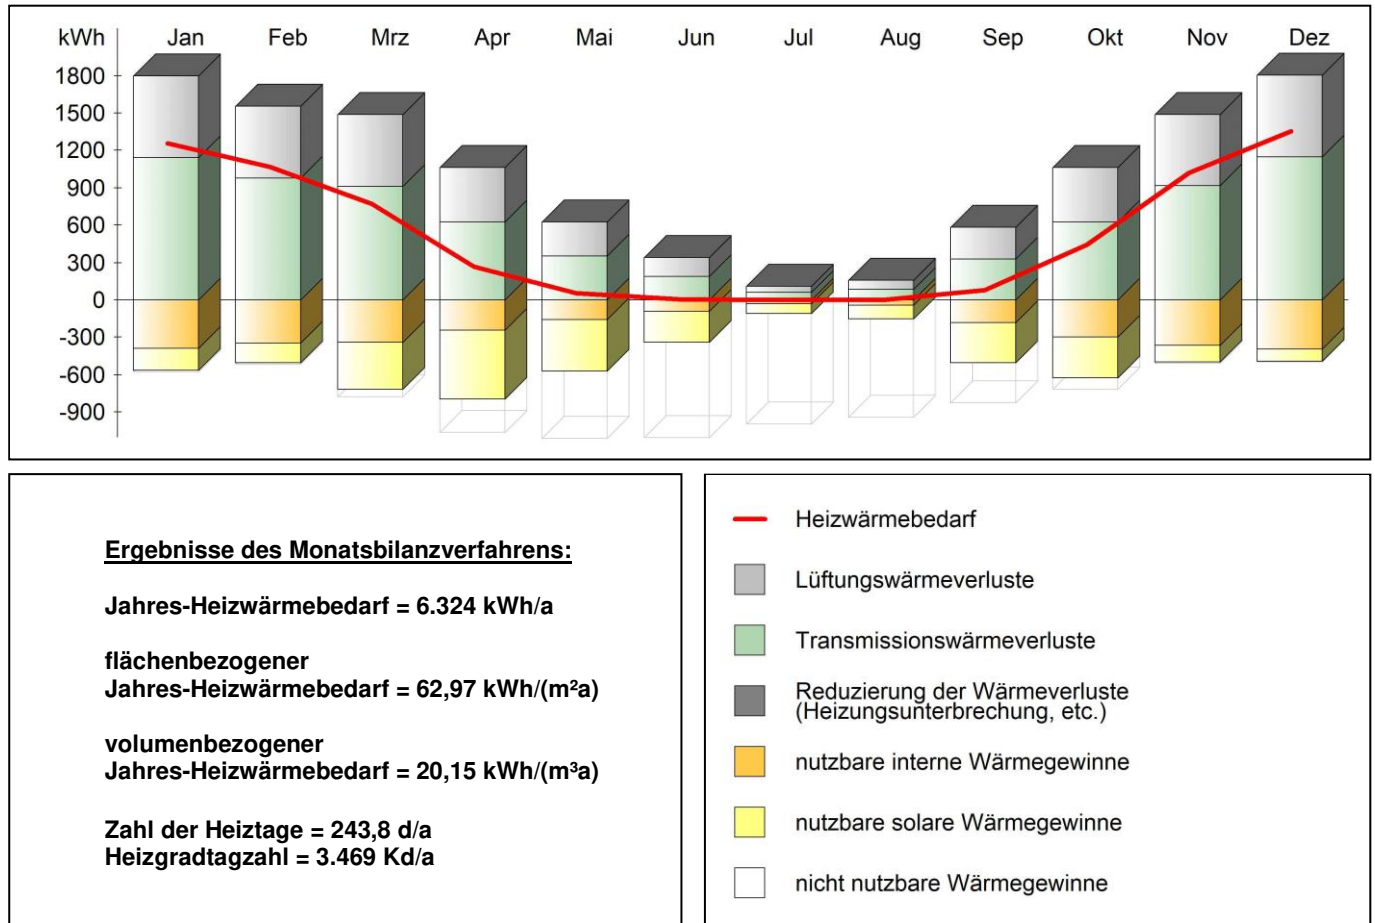 kWh Jan Feb Mrz Apr Mai Jun Jul Aug Sep Okt Nov Dez
1800
1500
1200
900
600
300
0
-300
-600
-900
Ergebnisse des Monatsbilanzverfahrens:
Jahres-Heizwärmebedarf = 6.324 kWh/a
flächenbezogener
Jahres-Heizwärmebedarf = 62,97 kWh/(m²a)
volumenbezogener
Jahres-Heizwärmebedarf = 20,15 kWh/(m³a)
Zahl der Heiztage = 243,8 d/a
Heizgradtagzahl = 3.469 Kd/a
Heizwärmebedarf
Lüftungswärmeverluste
Transmissionswärmeverluste
Reduzierung der Wärmeverluste
(Heizungsunterbrechung, etc.)
nutzbare interne Wärmegewinne
nutzbare solare Wärmegewinne
nicht nutzbare Wärmegewinne